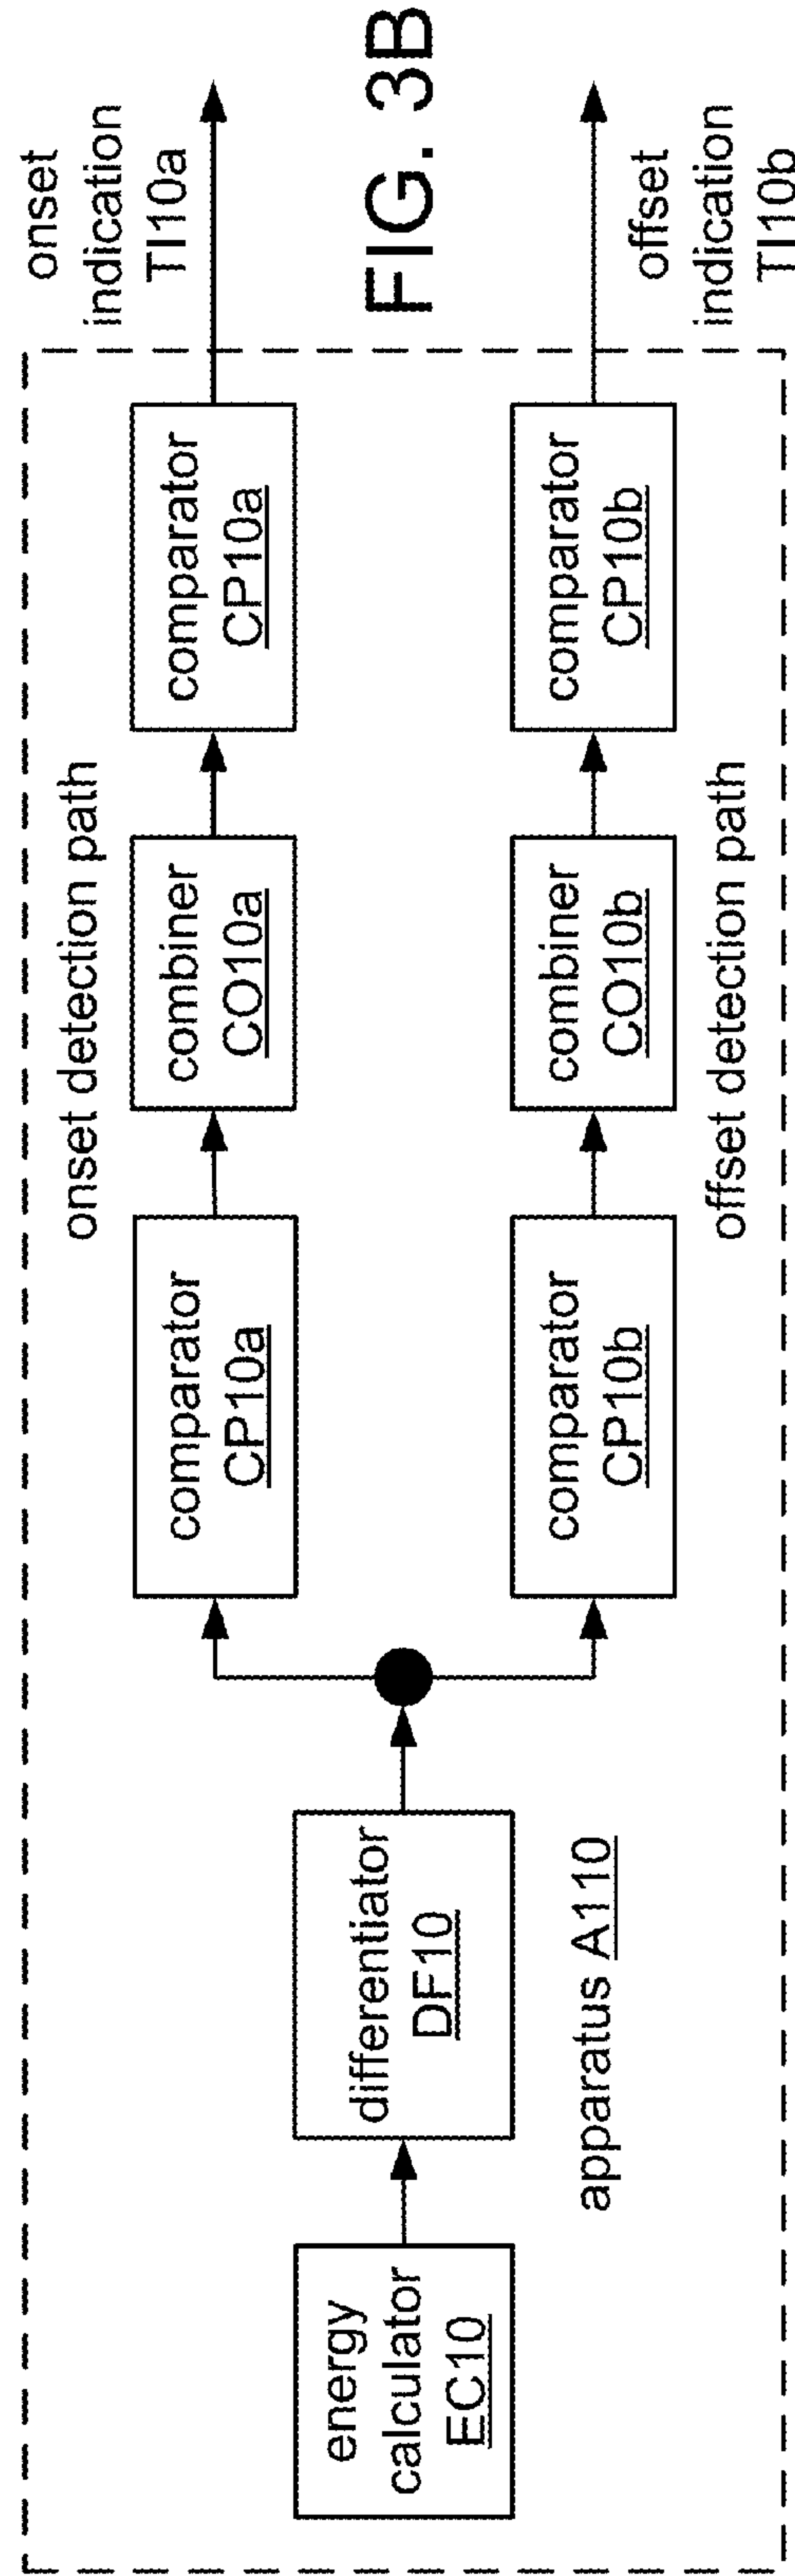 energy
calculator
EC10
differentiator
DF10
apparatus A110
onset detection path
comparator
CP10a
combiner
CO10a
comparator
CP10a
onset
indication
TI10a
comparator
CP10b
combiner
CO10b
comparator
CP10b
offset detection path
offset
indication
TI10b
FIG. 3B